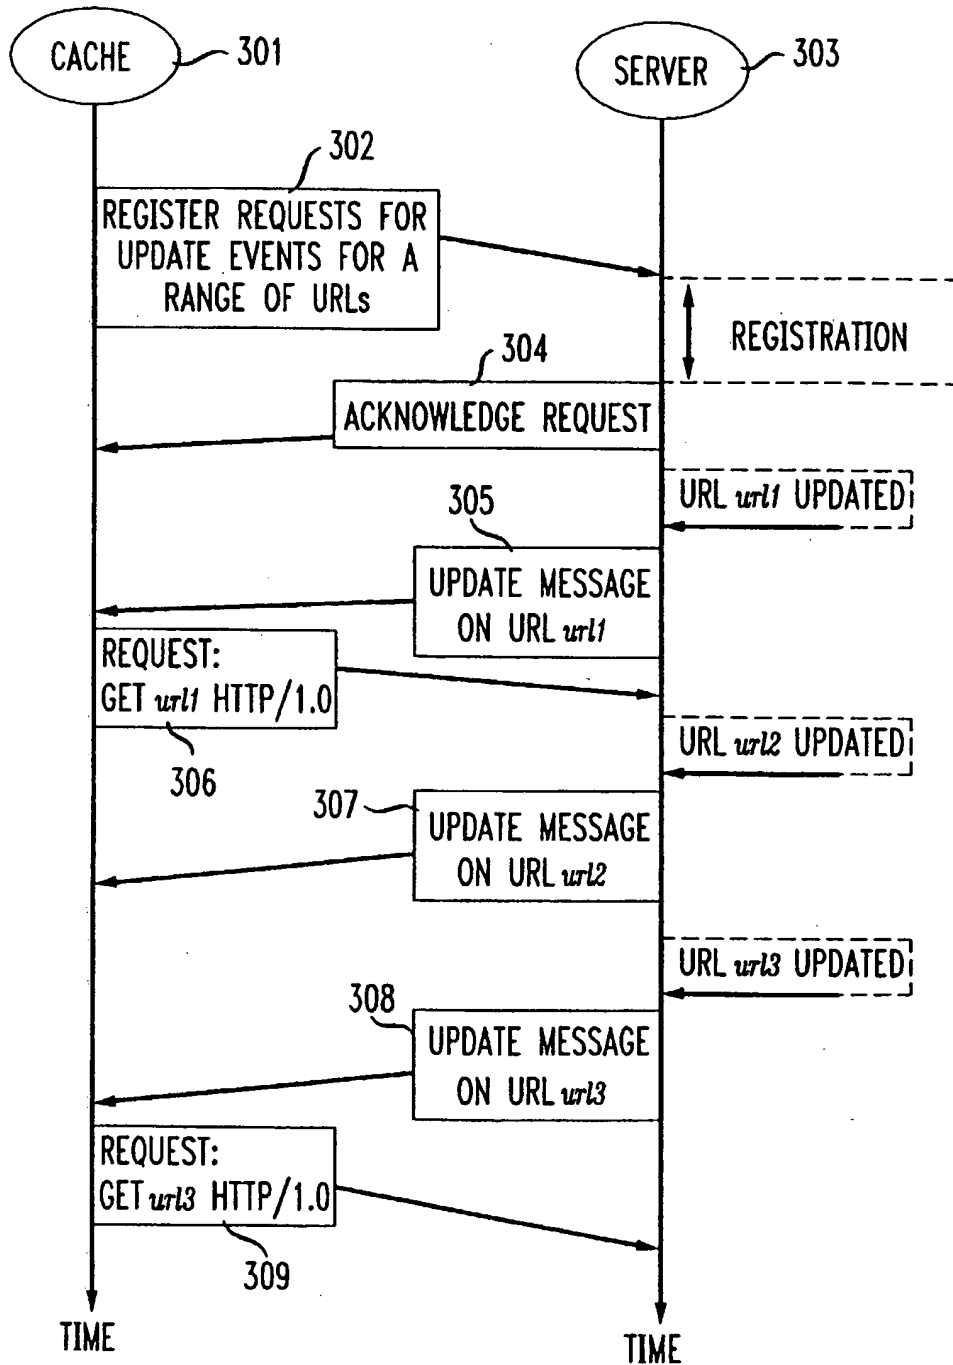 CACHE
301
SERVER
303
302
REGISTER REQUESTS FOR
UPDATE EVENTS FOR A
RANGE OF URLs
REGISTRATION
304
ACKNOWLEDGE REQUEST
URL url1 UPDATED
305
UPDATE MESSAGE
ON URL url1
REQUEST:
GET url1 HTTP/1.0
306
URL url2 UPDATED
307
UPDATE MESSAGE
ON URL url2
URL url3 UPDATED
308
UPDATE MESSAGE
ON URL url3
REQUEST:
GET url3 HTTP/1.0
309
TIME
TIME